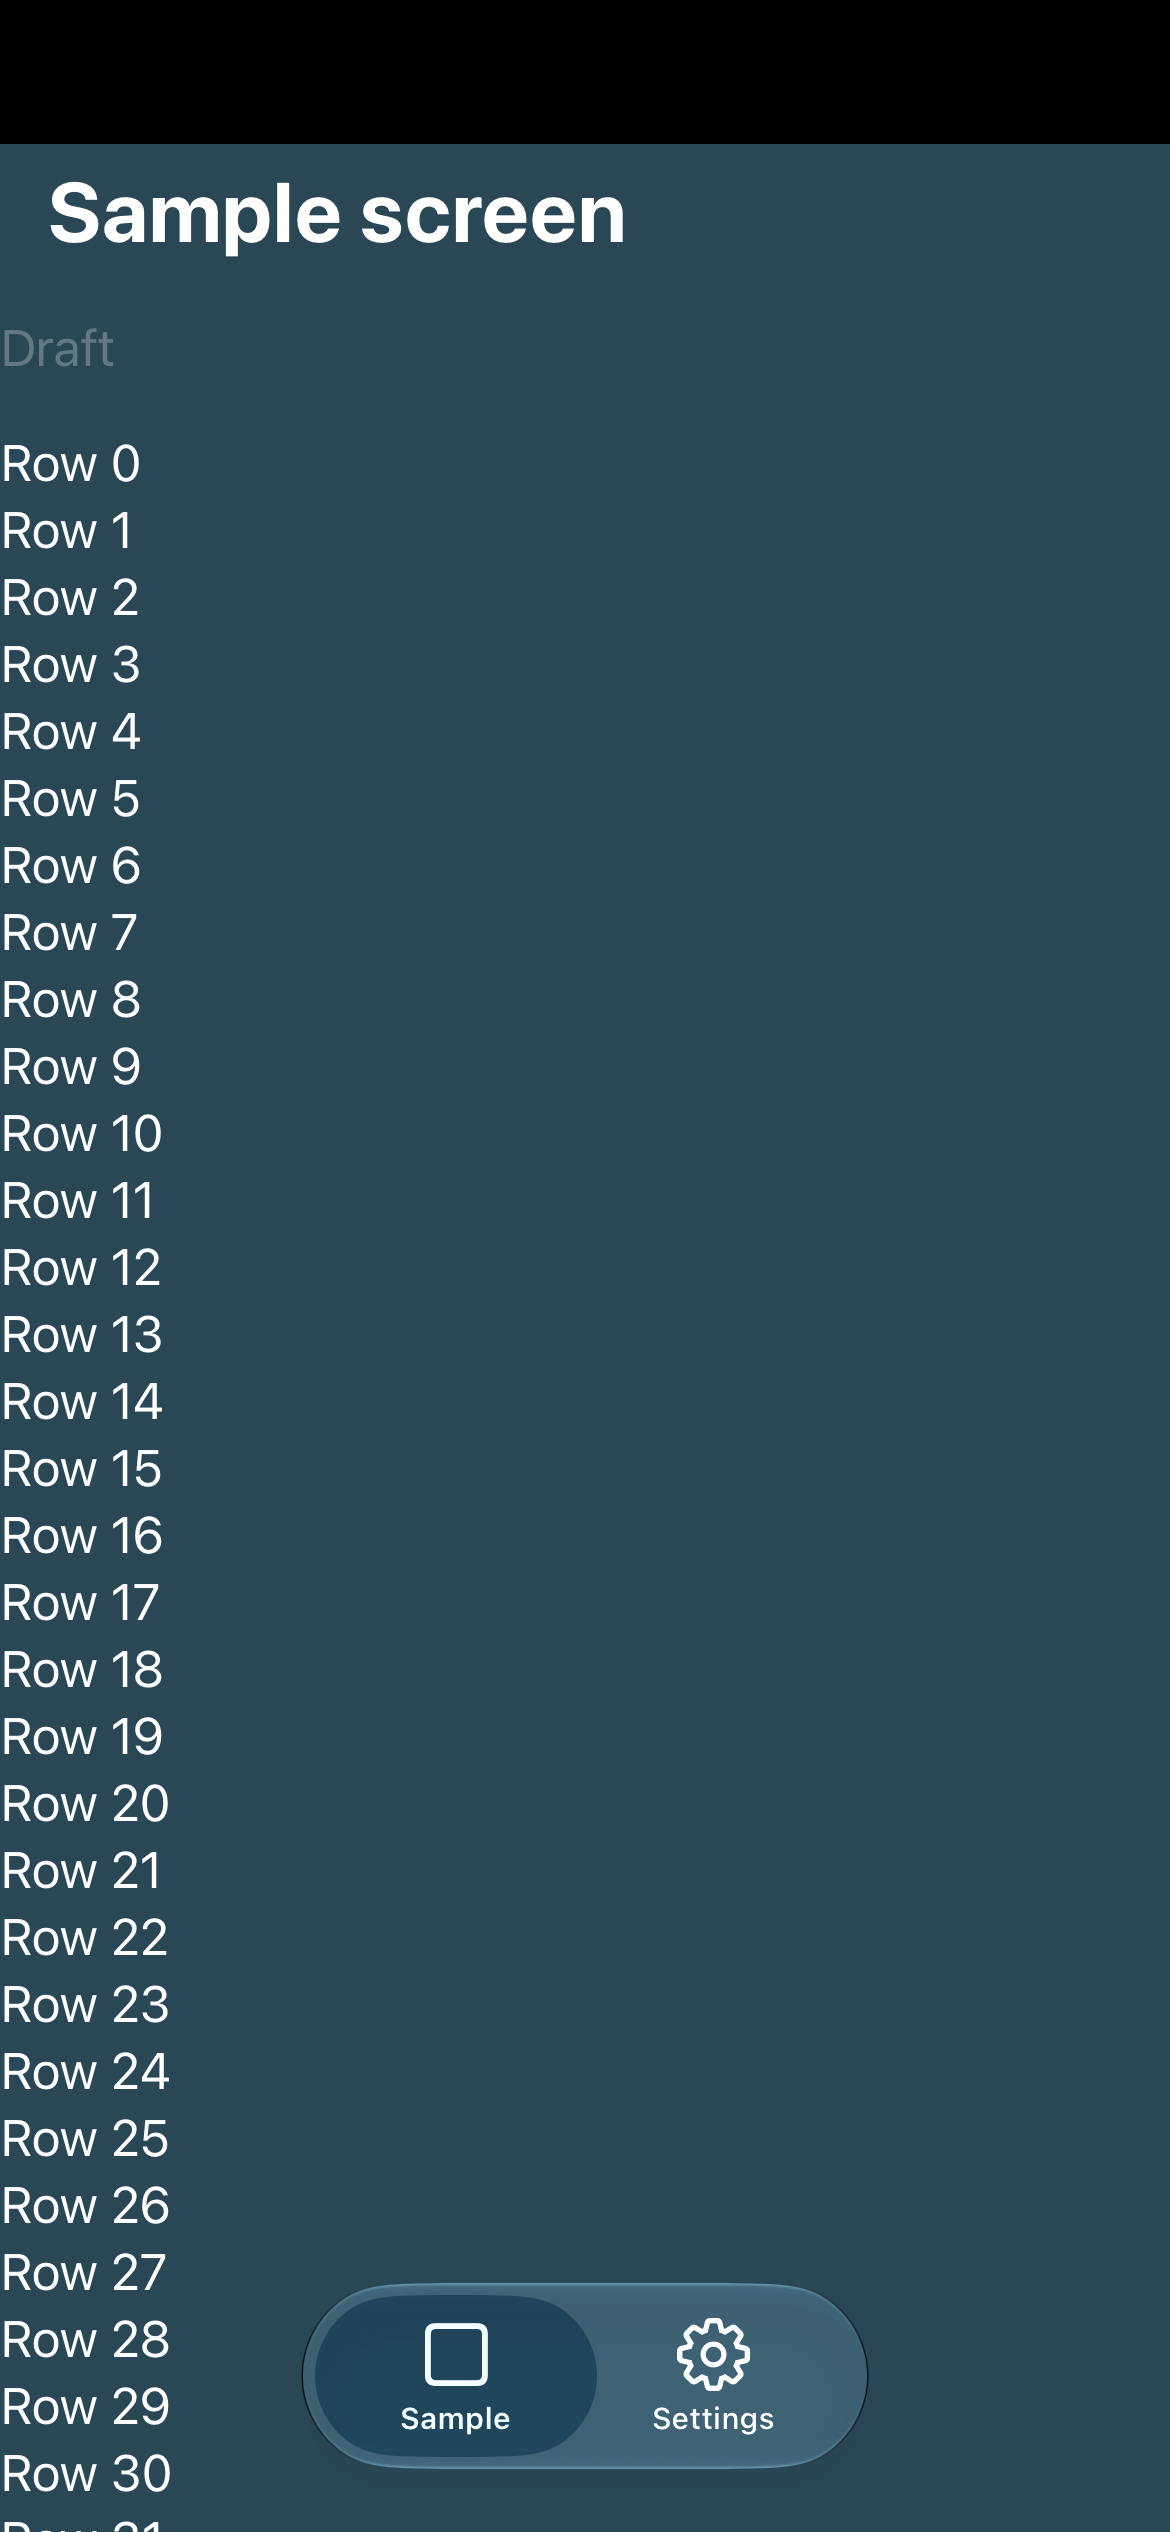 Sample screen
Draft
Row 0
Row 1
Row 2
Row 3
Row 4
Row 5
Row 6
Row 7
Row 8
Row 9
Row 10
Row 11
Row 12
Row 13
Row 14
Row 15
Row 16
Row 17
Row 18
Row 19
Row 20
Row 21
Row 22
Row 23
Row 24
Row 25
Row 26
Row 27
Row 28
Row 29
Row 30
Row 31
Sample
Settings